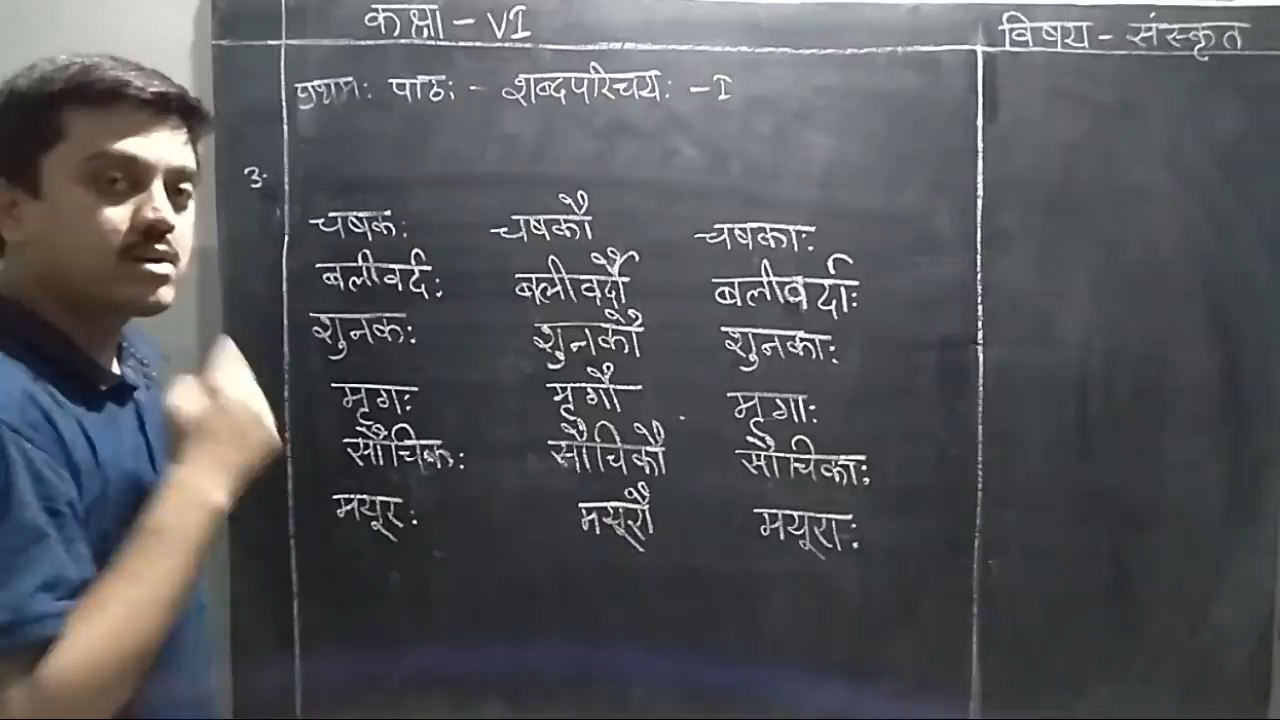 कक्षा - VI
विषय - संस्कृत
प्रथमः पाठः - शब्दपरिचयः - I
3.
चषकः चषकौ चषकाः
बलीवर्दः बलीवर्दौ बलीवर्दाः
शुनकः शुनकौ शुनकाः
मृगः मृगौ मृगाः
सौचिकः सौचिकौ सौचिकाः
मयूरः मयूरौ मयूराः